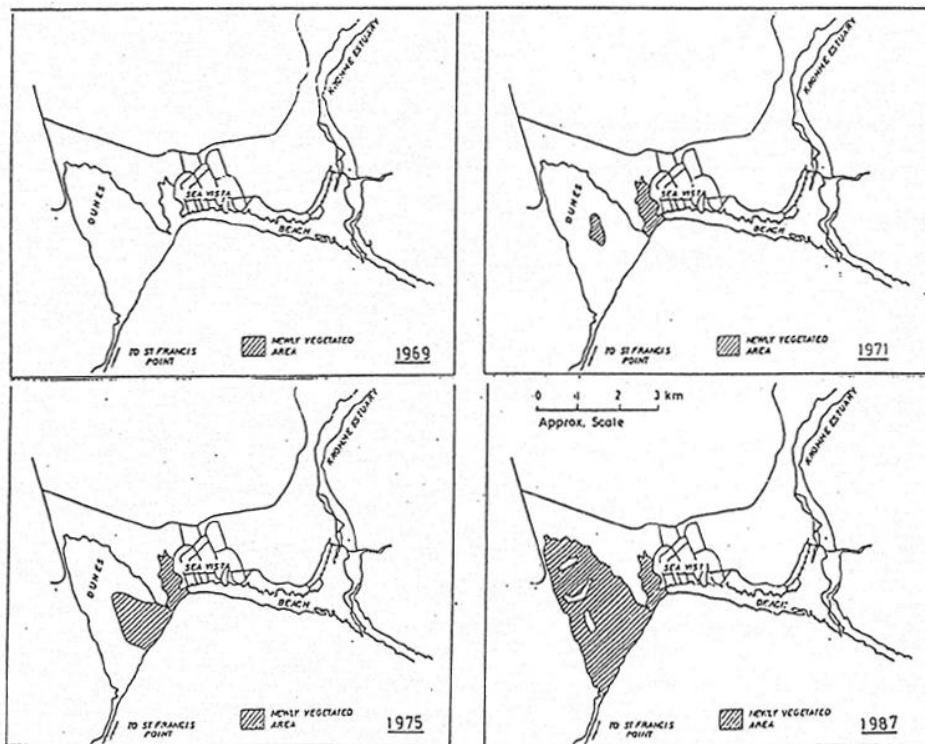 KROMME ESTUARY
DUNES
SEA VISTA
BEACH
TO ST FRANCIS
POINT
NEWLY VEGETATED
AREA
1969
KROMME ESTUARY
DUNES
SEA VISTA
BEACH
TO ST FRANCIS
POINT
NEWLY VEGETATED
AREA
1971
KROMME ESTUARY
DUNES
SEA VISTA
BEACH
TO ST FRANCIS
POINT
NEWLY VEGETATED
AREA
1975
0 1 2 3 km
Approx. Scale
KROMME ESTUARY
SEA VISTA
BEACH
TO ST FRANCIS
POINT
NEWLY VEGETATED
AREA
1987